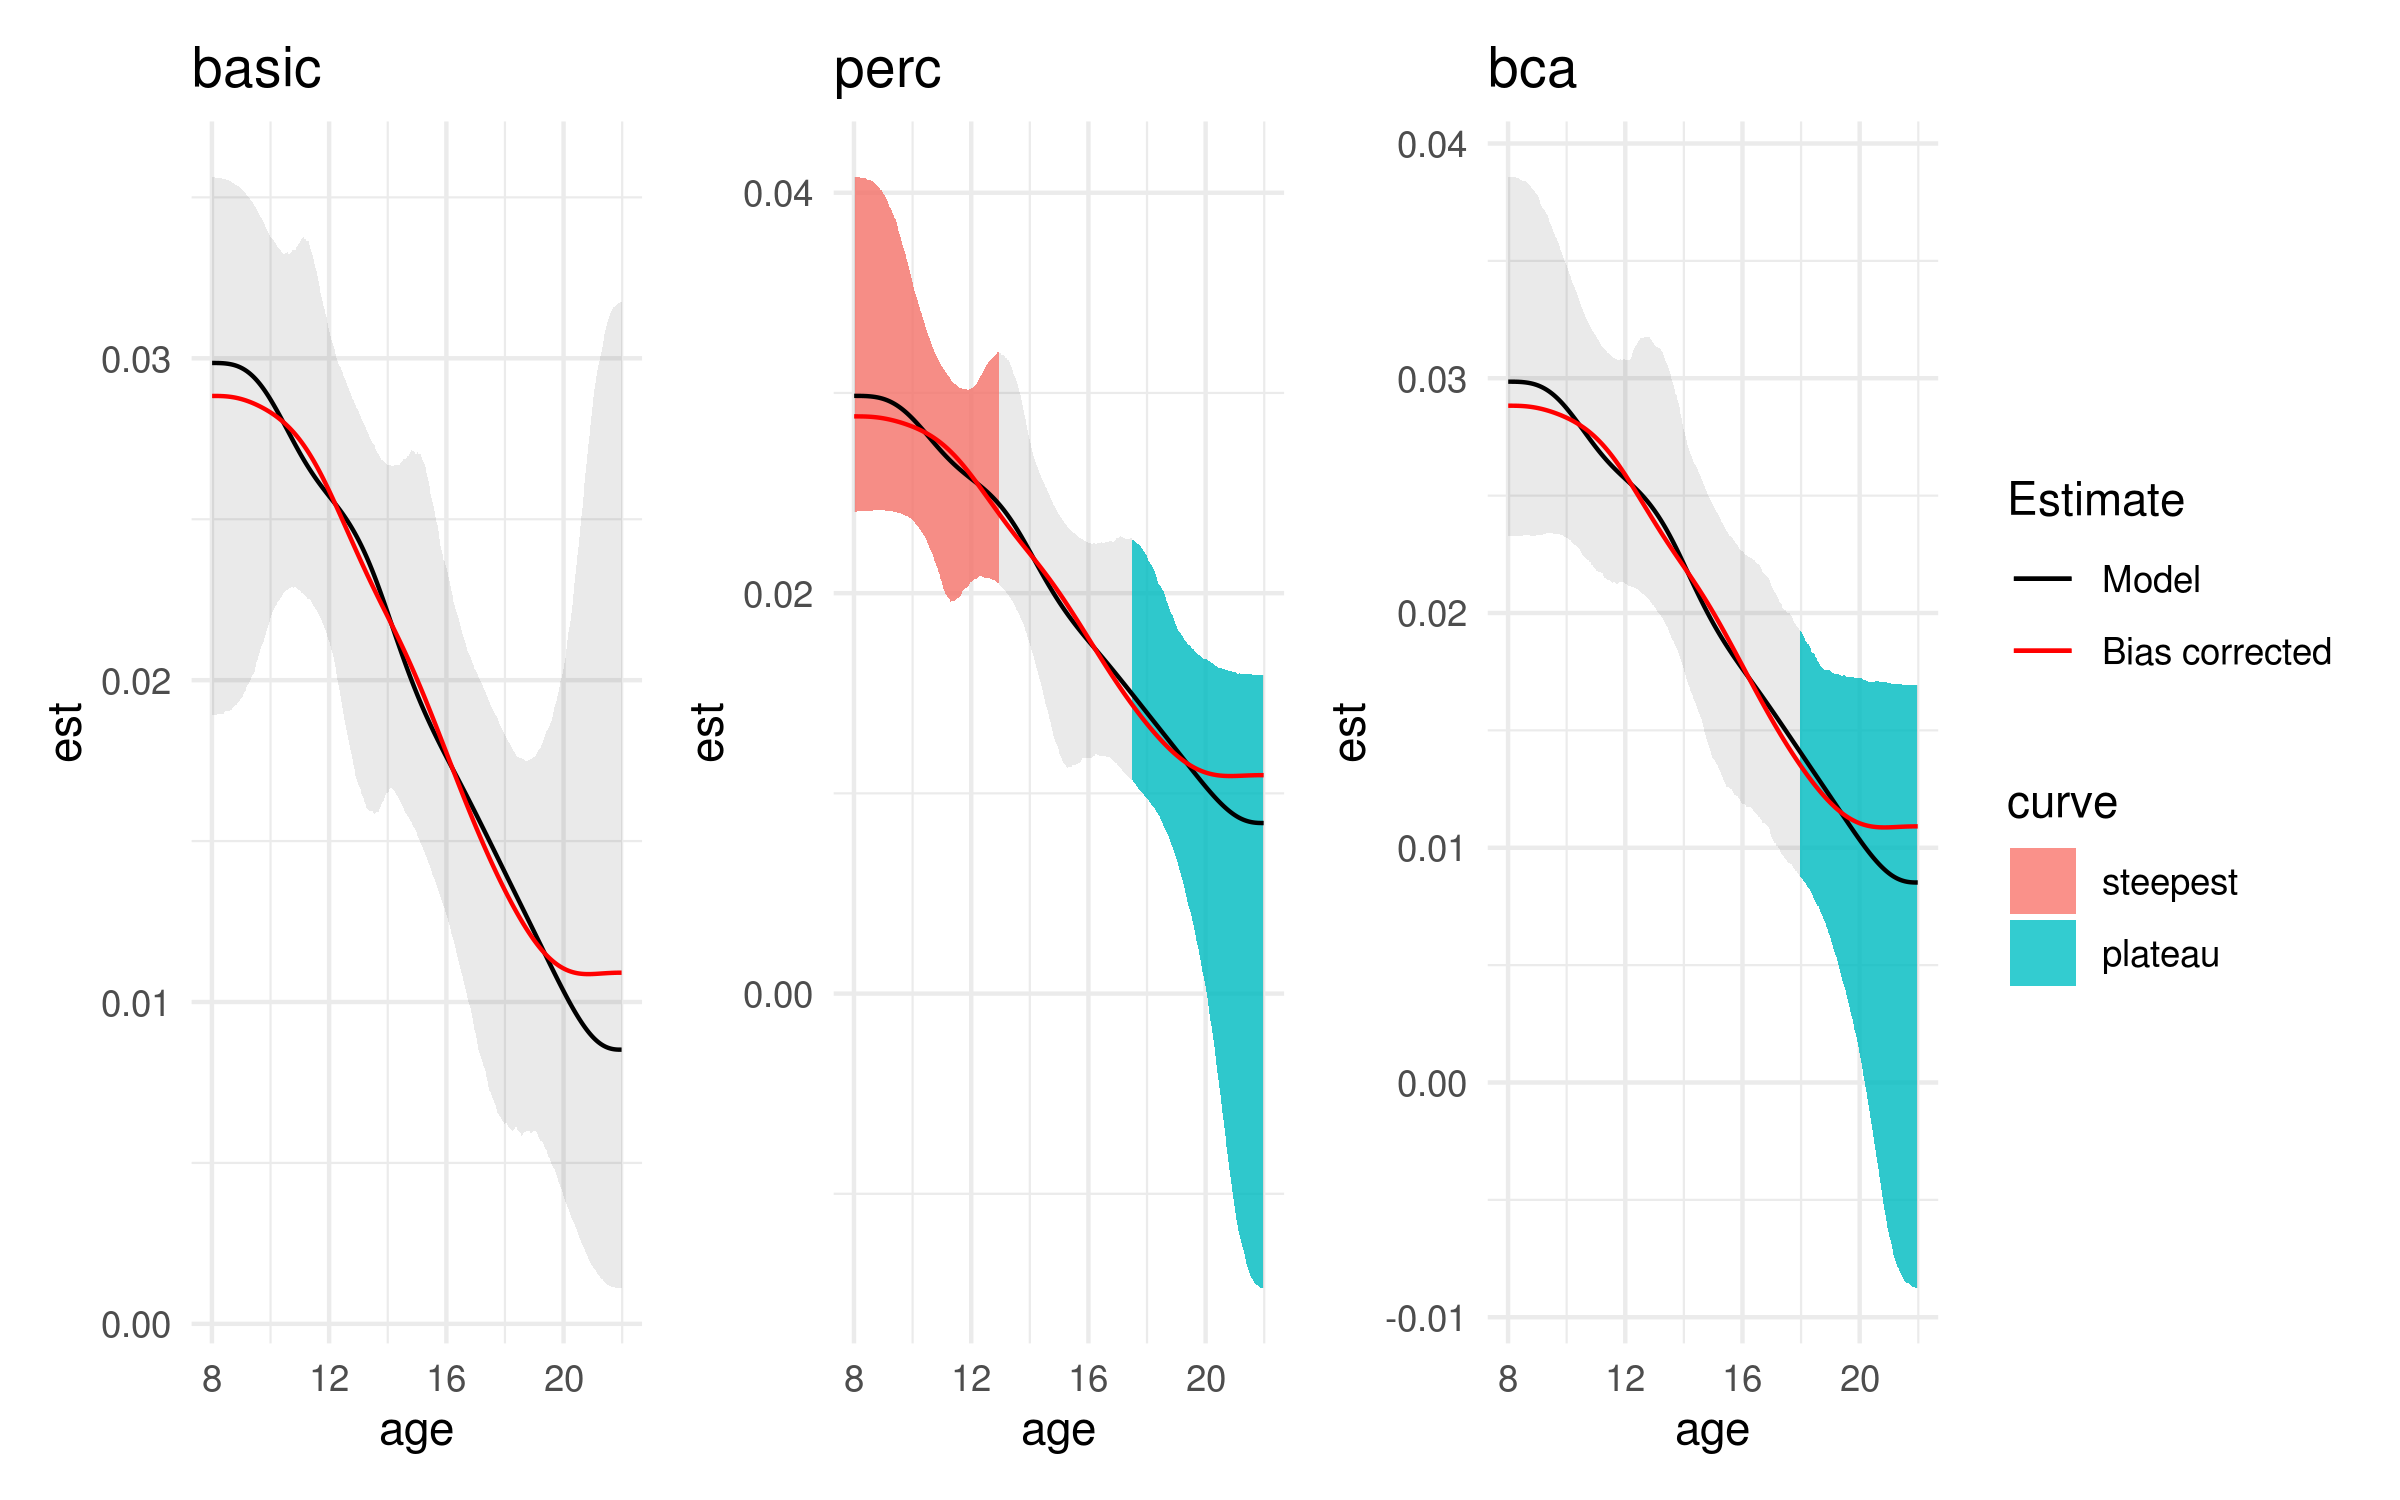 basic
perc
bca
0.03
0.02
0.01
0.00
est
8 12 16 20
age
0.04
0.02
0.00
est
8 12 16 20
age
0.04
0.03
0.02
0.01
0.00
-0.01
est
8 12 16 20
age
Estimate
Model
Bias corrected
curve
steepest
plateau